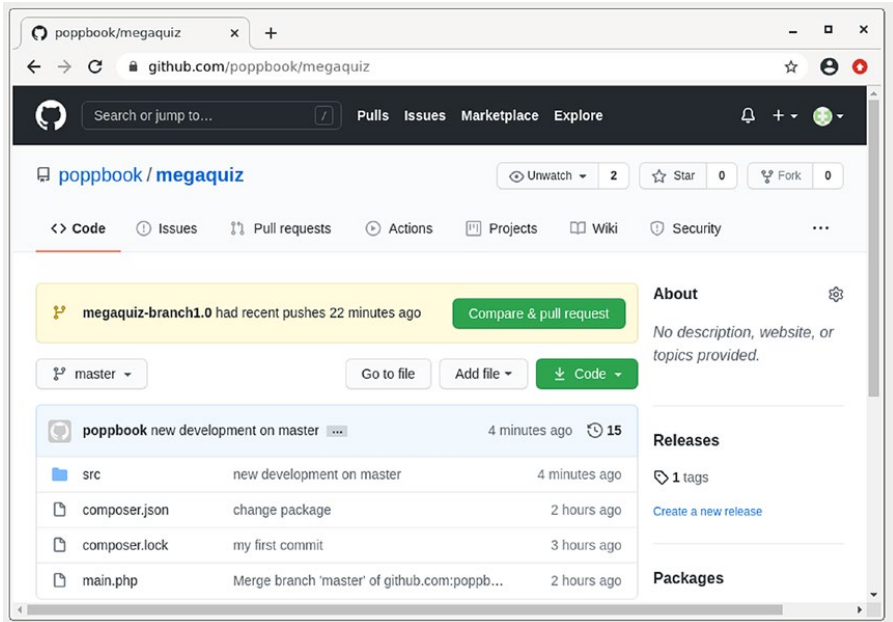 poppbook/megaquiz
github.com/poppbook/megaquiz
Search or jump to... / Pulls Issues Marketplace Explore
poppbook / megaquiz Unwatch 2 Star 0 Fork 0
<> Code Issues Pull requests Actions Projects Wiki Security ...
megaquiz-branch1.0 had recent pushes 22 minutes ago Compare & pull request
About
No description, website, or
topics provided.
master Go to file Add file Code
poppbook new development on master ... 4 minutes ago 15
src new development on master 4 minutes ago
composer.json change package 2 hours ago
composer.lock my first commit 3 hours ago
main.php Merge branch 'master' of github.com:poppb... 2 hours ago
Releases
1 tags
Create a new release
Packages